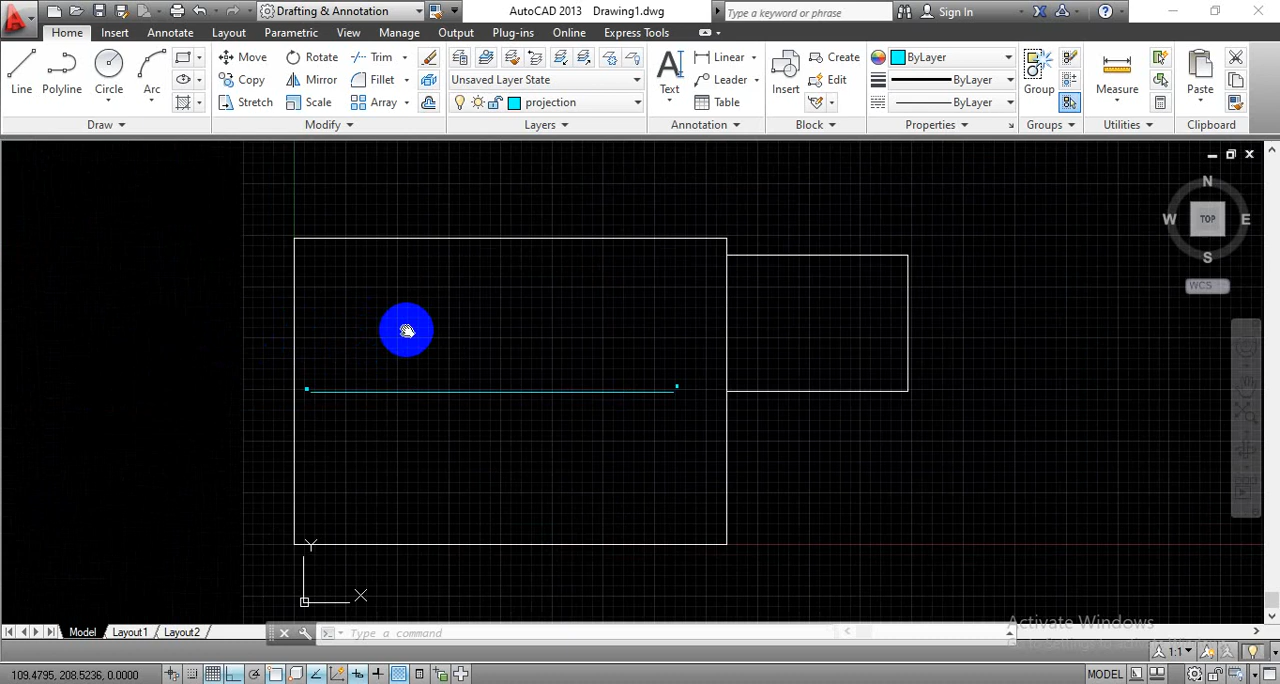 Drafting & Annotation
AutoCAD 2013 Drawing1.dwg
Type a keyword or phrase
Sign In
Home Insert Annotate Layout Parametric View Manage Output Plug-ins Online Express Tools
Line Polyline Circle Arc
Move Rotate Trim
Copy Mirror Fillet
Stretch Scale Array
Unsaved Layer State
projection
Text
Linear
Leader
Table
Insert
Create
Edit
ByLayer
ByLayer
ByLayer
Group
Measure
Paste
Draw Modify Layers Annotation Block Properties Groups Utilities Clipboard
N
W TOP E
S
WCS
Y
X
Activate Windows
Model Layout1 Layout2
Type a command
1:1
109.4795, 208.5236, 0.0000
MODEL